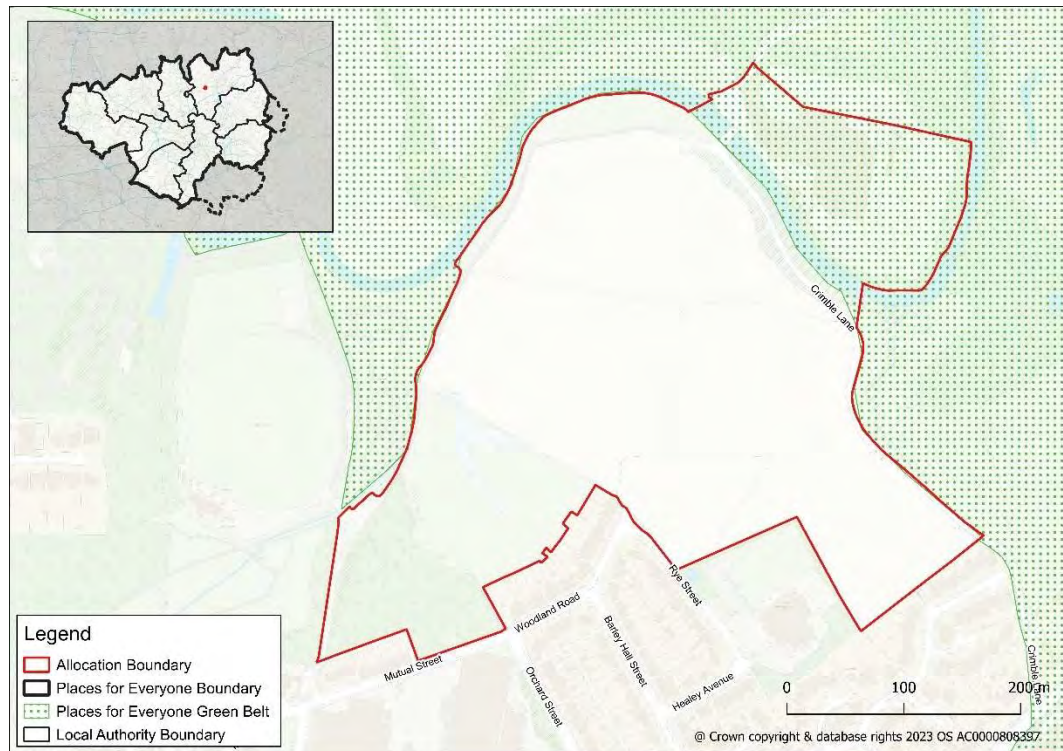 Crimble Lane
Rye Street
Woodland Road
Barley Hall Street
Mutual Street
Orchard Street
Healey Avenue
Crimble Lane
Legend
Allocation Boundary
Places for Everyone Boundary
Places for Everyone Green Belt
Local Authority Boundary
0 100 200 m
@ Crown copyright & database rights 2023 OS AC0000808397